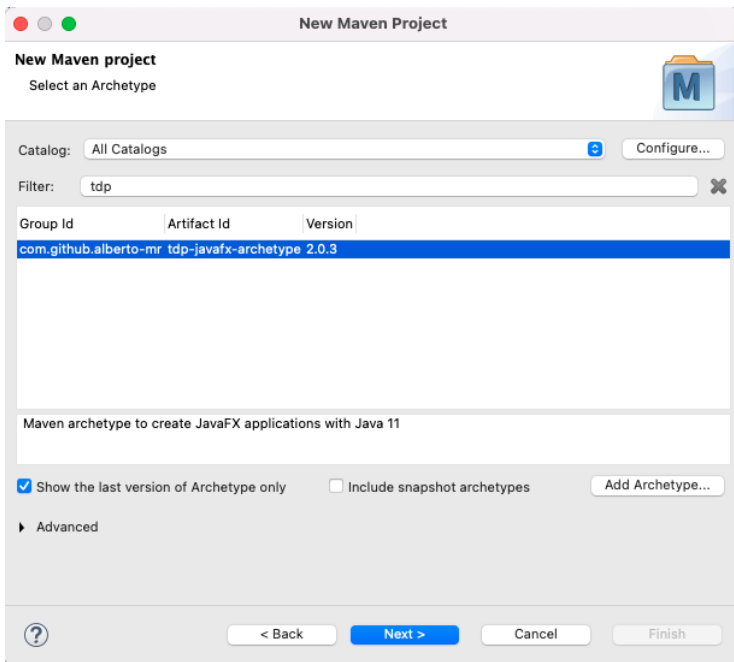 New Maven Project
New Maven project
Select an Archetype
M
Catalog: All Catalogs Configure...
Filter: tdp
Group Id Artifact Id Version
com.github.alberto-mr tdp-javafx-archetype 2.0.3
Maven archetype to create JavaFX applications with Java 11
Show the last version of Archetype only Include snapshot archetypes Add Archetype...
Advanced
? < Back Next > Cancel Finish